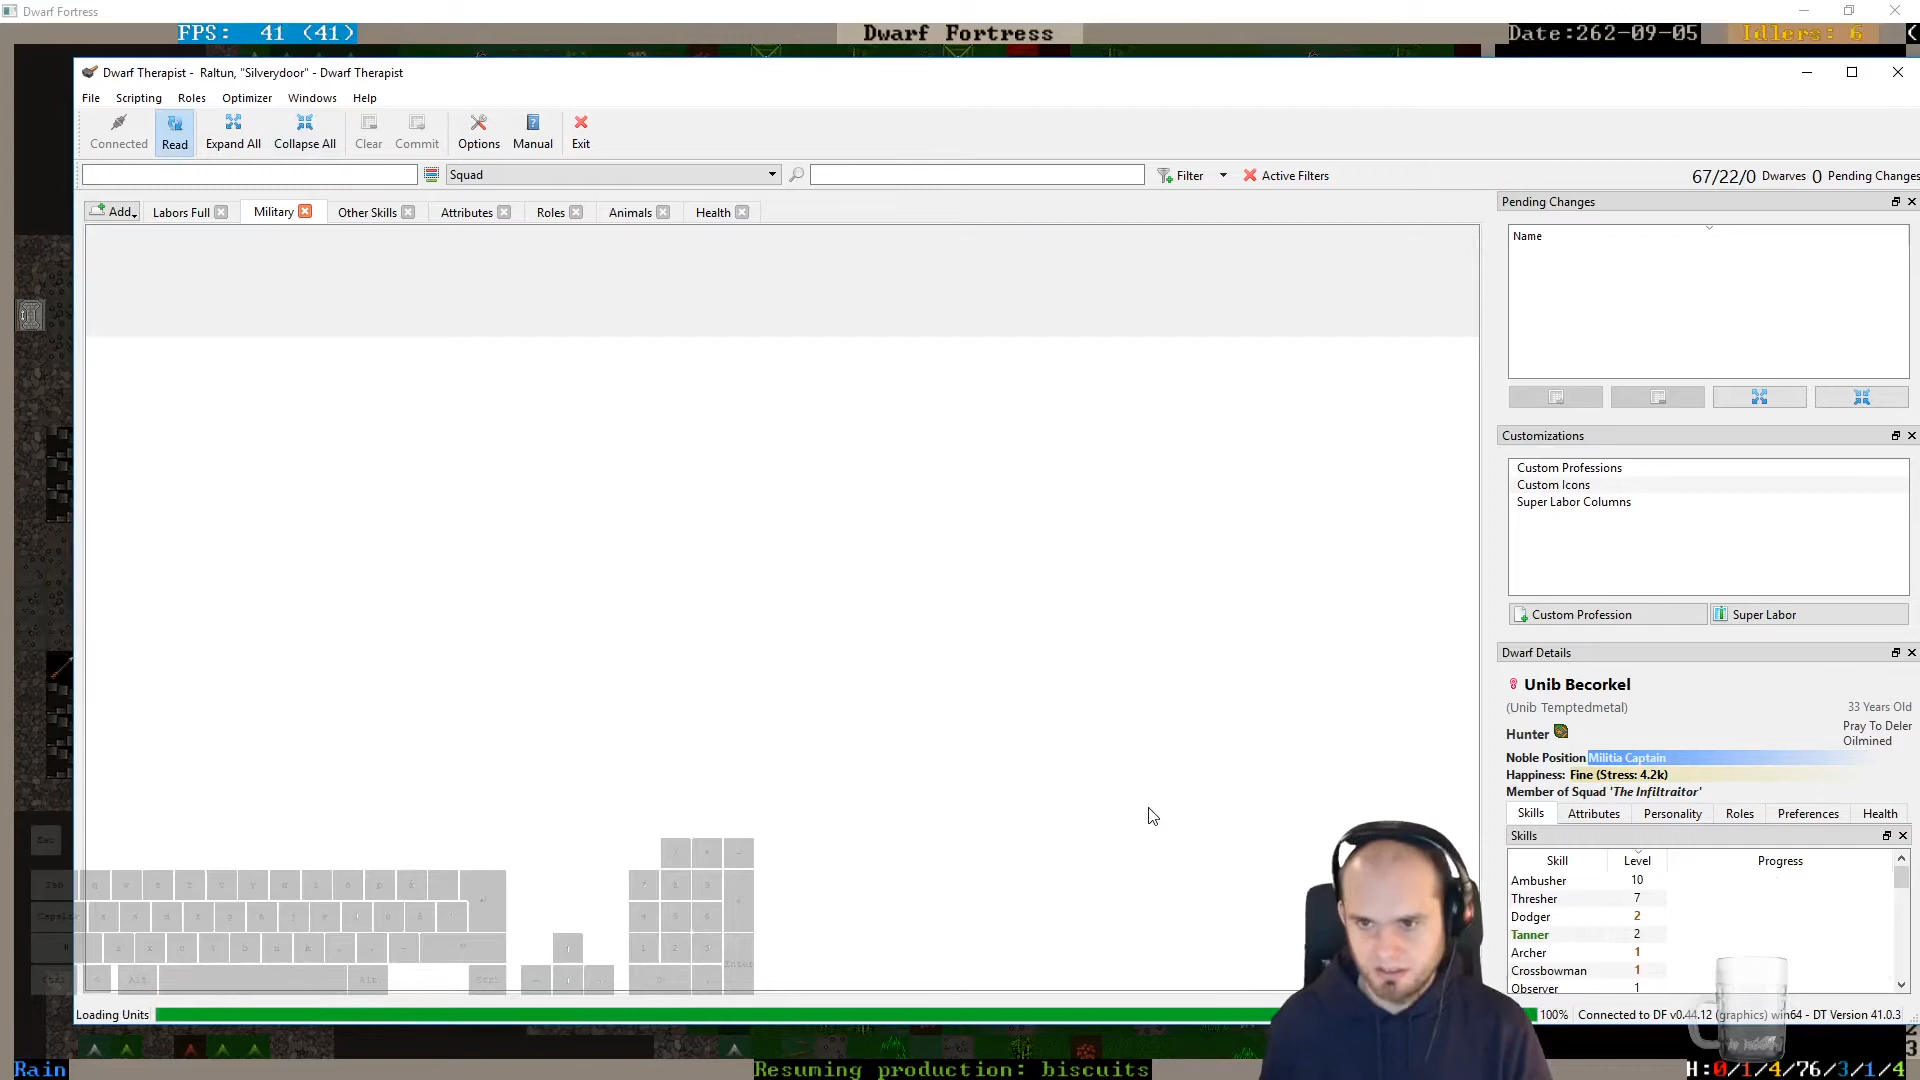 Dwarf Fortress
FPS: 41 (41)
Dwarf Fortress
Date:262-09-05
Idlers: 6
Dwarf Therapist - Raltun, "Silverydoor" - Dwarf Therapist
File Scripting Roles Optimizer Windows Help
Connected Read Expand All Collapse All Clear Commit Options Manual Exit
Squad
Filter
Active Filters
67/22/0 Dwarves 0 Pending Changes
Add
Labors Full
Military
Other Skills
Attributes
Roles
Animals
Health
Pending Changes
Name
Customizations
Custom Professions
Custom Icons
Super Labor Columns
Custom Profession
Super Labor
Dwarf Details
Unib Becorkel
(Unib Temptedmetal)
33 Years Old
Hunter
Pray To Deler
Oilmined
Noble Position Militia Captain
Happiness: Fine (Stress: 4.2k)
Member of Squad 'The Infiltraitor'
Skills Attributes Personality Roles Preferences Health
Skills
Skill Level Progress
Ambusher 10
Thresher 7
Dodger 2
Tanner 2
Archer 1
Crossbowman 1
Observer 1
Loading Units
100%
Connected to DF v0.44.12 (graphics) win64 - DT Version 41.0.3
Rain
Resuming production: biscuits
H:0/1/4/76/3/1/4